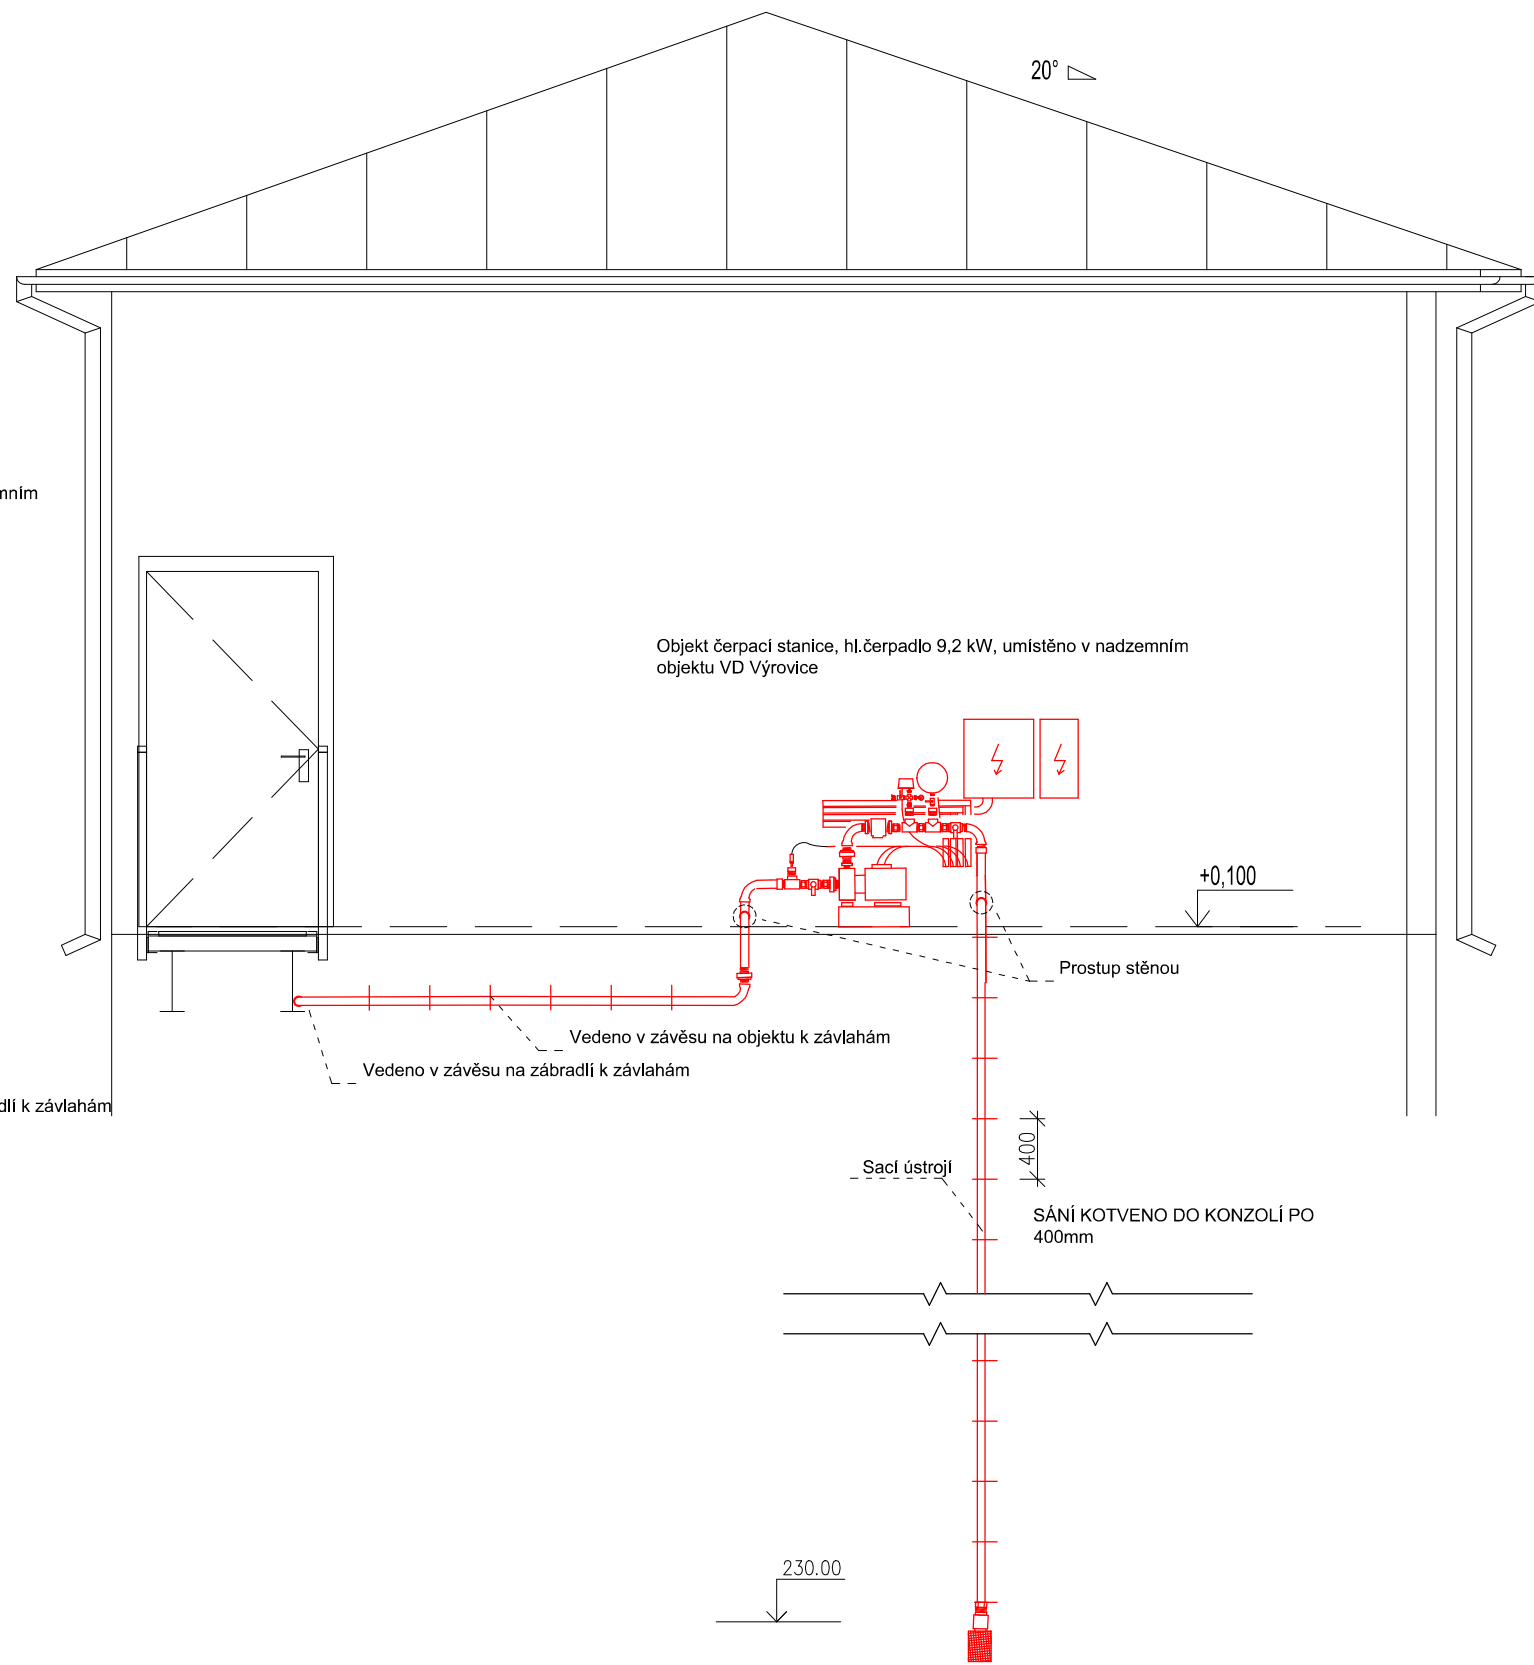 20°
mním
Objekt čerpací stanice, hl.čerpadlo 9,2 kW, umístěno v nadzemním
objektu VD Výrovice
+0,100
Prostup stěnou
Vedeno v závěsu na objektu k závlahám
Vedeno v závěsu na zábradlí k závlahám
dlí k závlahám
400
Sací ústrojí
SÁNÍ KOTVENO DO KONZOLÍ PO
400mm
230.00